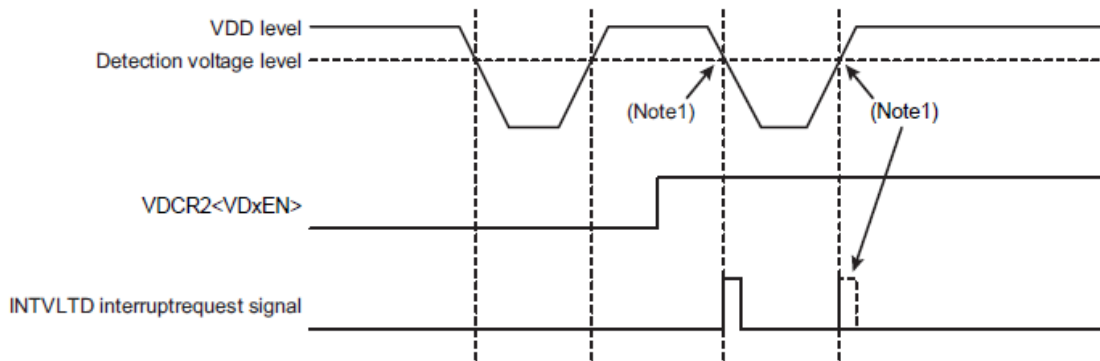 VDD level
Detection voltage level
(Note1)
(Note1)
VDCR2<VDxEN>
INTVLTD interruptrequest signal